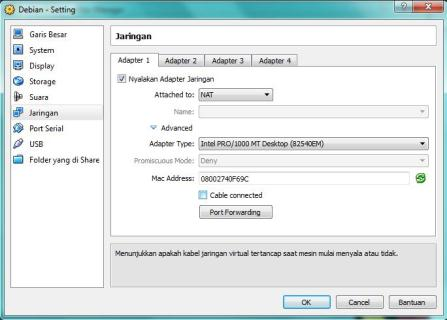 Debian - Setting
Garis Besar
System
Display
Storage
Suara
Jaringan
Port Serial
USB
Folder yang di Share
Jaringan
Adapter 1
Adapter 2
Adapter 3
Adapter 4
Nyalakan Adapter Jaringan
Attached to: NAT
Name:
Advanced
Adapter Type: Intel PRO/1000 MT Desktop (82540EM)
Promiscuous Mode: Deny
Mac Address: 08002740F69C
Cable connected
Port Forwarding
Menunjukkan apakah kabel jaringan virtual tertancap saat mesin mulai menyala atau tidak.
OK
Cancel
Bantuan